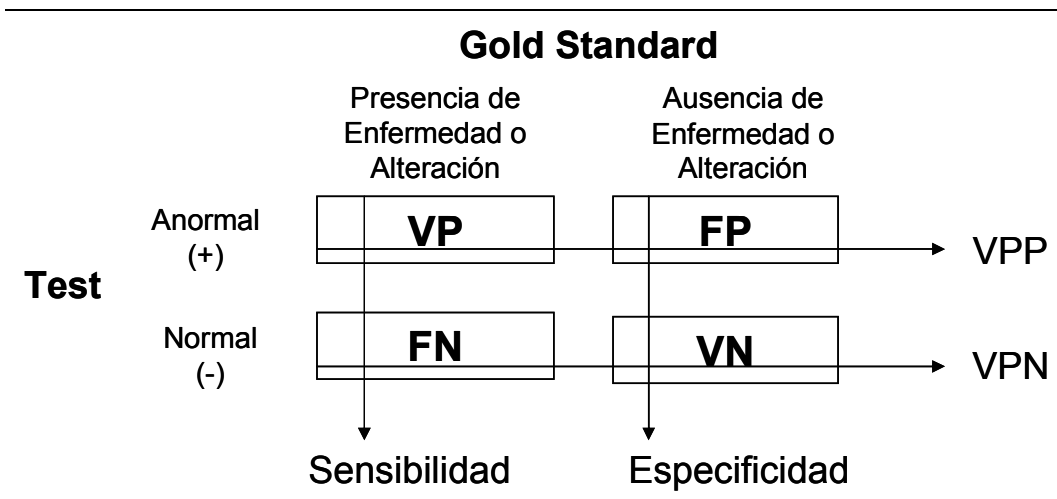 Gold Standard
Presencia de
Enfermedad o
Alteración
Ausencia de
Enfermedad o
Alteración
Anormal
(+)
VP
FP
VPP
Test
Normal
(-)
FN
VN
VPN
Sensibilidad
Especificidad